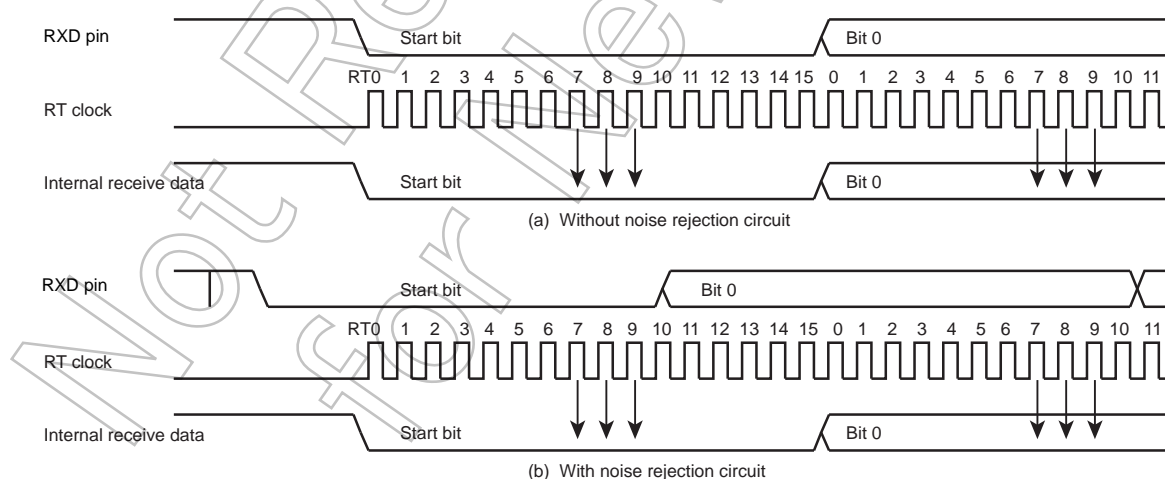 RXD pin
Start bit
Bit 0
RT0 1 2 3 4 5 6 7 8 9 10 11 12 13 14 15 0 1 2 3 4 5 6 7 8 9 10 11
RT clock
Internal receive data
Start bit
Bit 0
(a) Without noise rejection circuit
RXD pin
Start bit
Bit 0
RT0 1 2 3 4 5 6 7 8 9 10 11 12 13 14 15 0 1 2 3 4 5 6 7 8 9 10 11
RT clock
Internal receive data
Start bit
Bit 0
(b) With noise rejection circuit
Not Re
for Ne